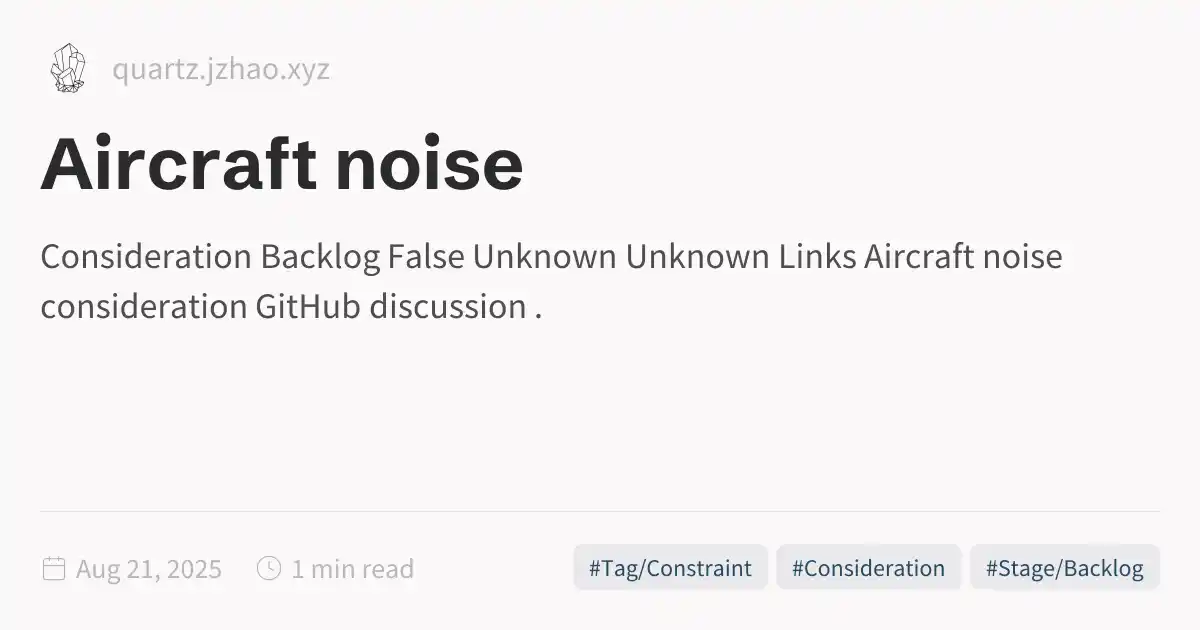 quartz.jzhao.xyz
Aircraft noise
Consideration Backlog False Unknown Unknown Links Aircraft noise
consideration GitHub discussion .
Aug 21, 2025 1 min read #Tag/Constraint #Consideration #Stage/Backlog